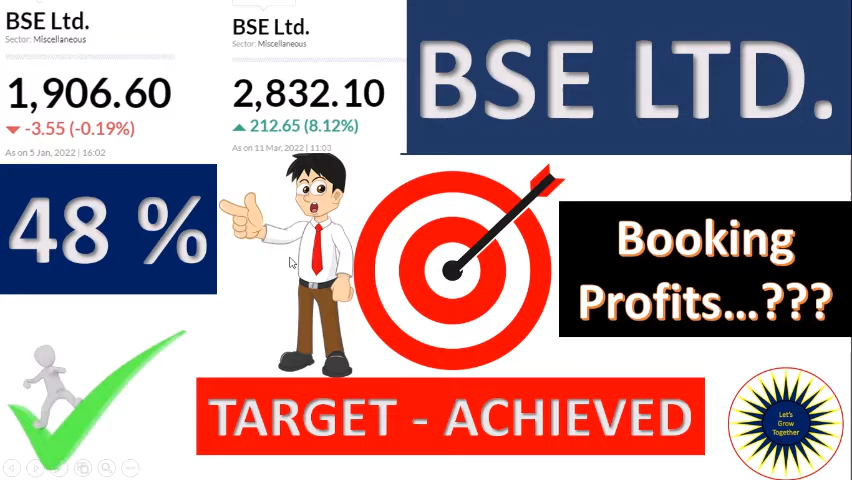 BSE Ltd.
Sector: Miscellaneous
1,906.60
-3.55 (-0.19%)
As on 5 Jan, 2022 | 16:02
BSE Ltd.
Sector: Miscellaneous
2,832.10
212.65 (8.12%)
As on 11 Mar, 2022 | 11:03
BSE LTD.
48 %
Booking
Profits...???
TARGET - ACHIEVED
Let's
Grow
Together